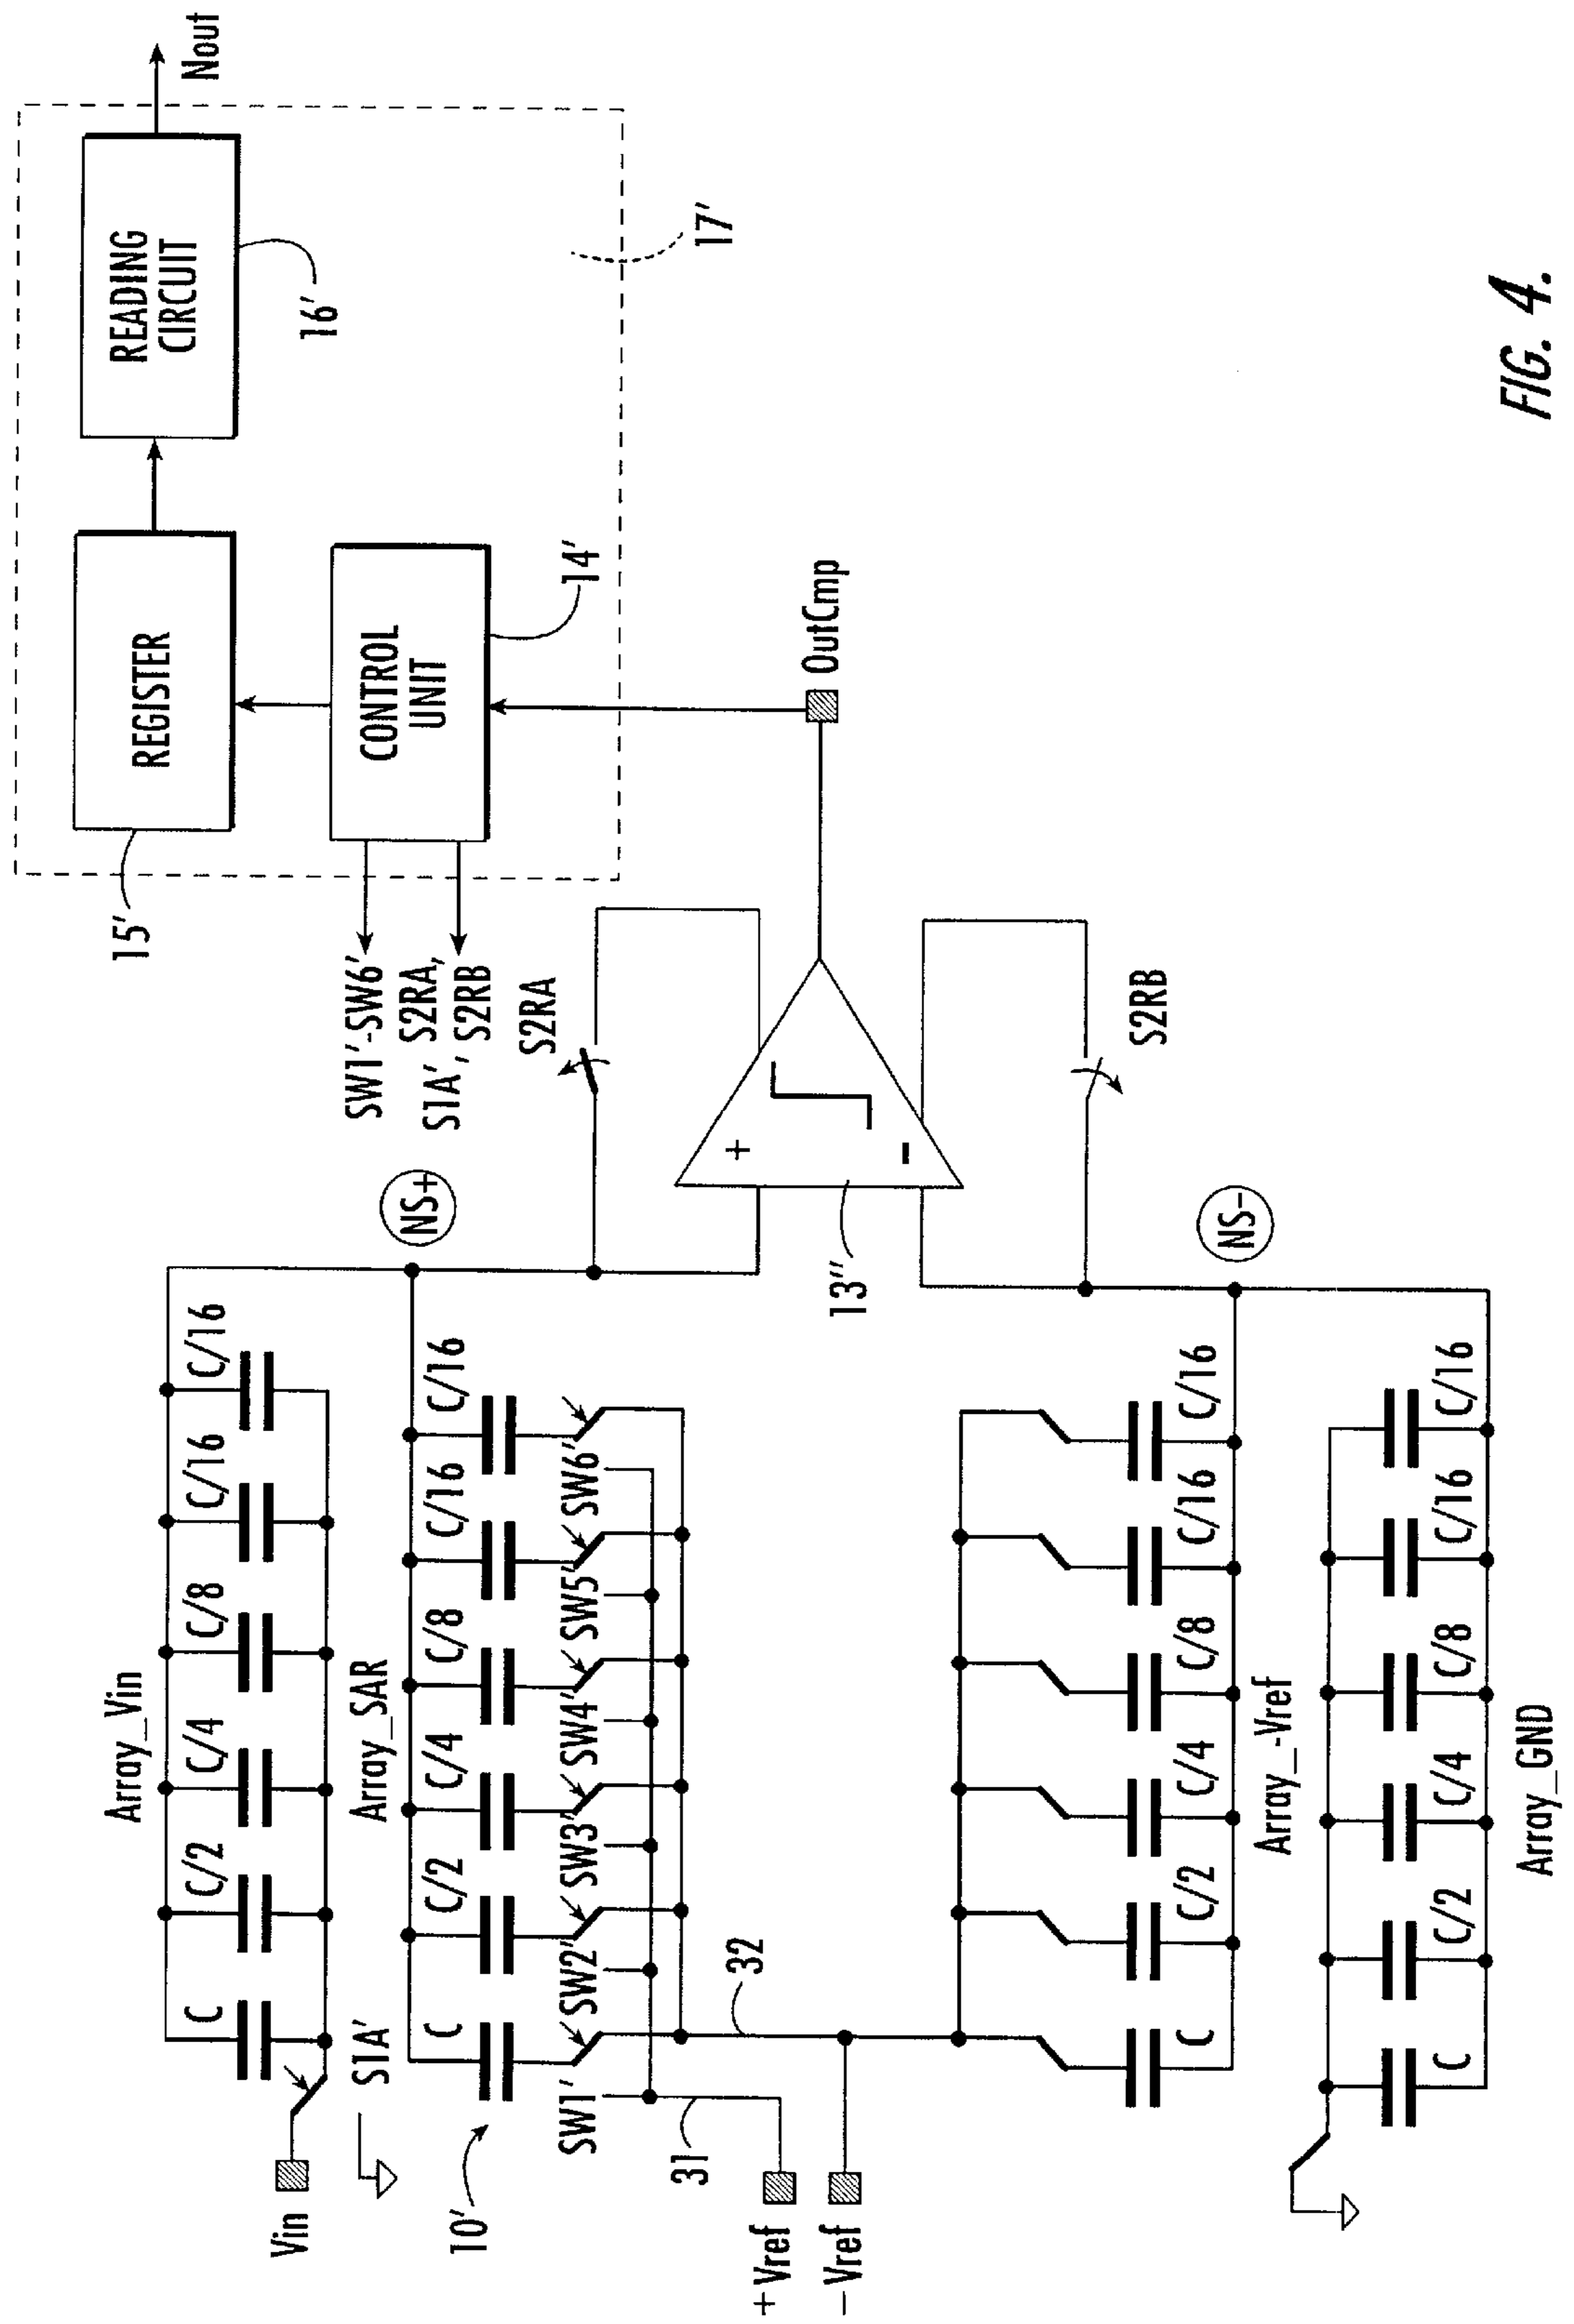 Nout
READING
CIRCUIT
16'
17'
REGISTER
15'
CONTROL
UNIT
14'
SW1'-SW6'
S1A' S2RA,
, S2RB
OutCmp
S2RA
S2RB
+
-
13"
NS+
NS-
Array_Vin
C
C/2
C/4
C/8
C/16
C/16
Vin
S1A'
Array_SAR
C
C/2
C/4
C/8
C/16
C/16
10'
SW1'
SW2'
SW3'
SW4'
SW5'
SW6'
31
32
+Vref
-Vref
C
C/2
C/4
C/8
C/16
C/16
Array_-Vref
C
C/2
C/4
C/8
C/16
C/16
Array_GND
FIG. 4.